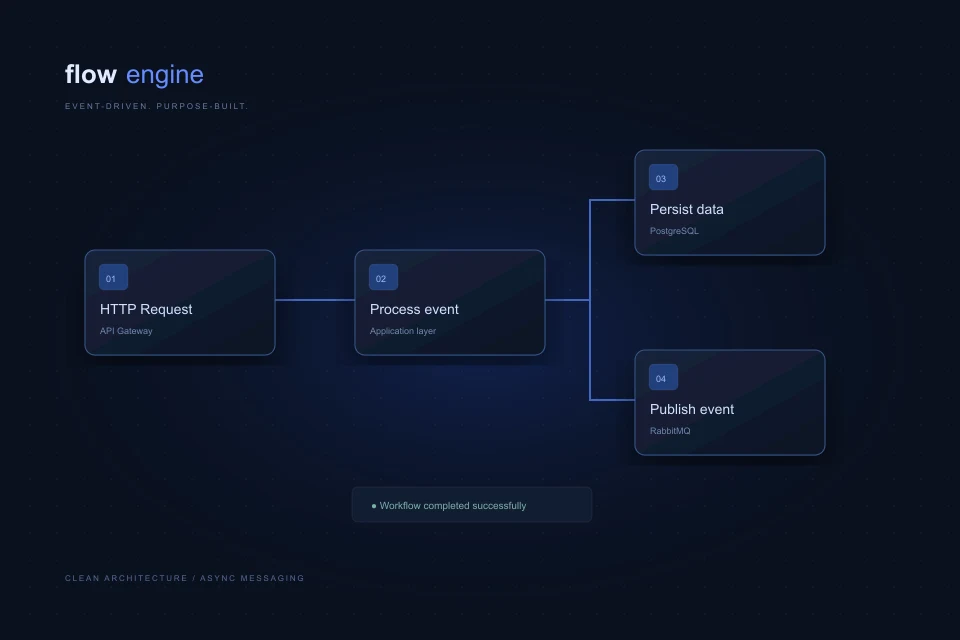 flow engine
EVENT-DRIVEN. PURPOSE-BUILT.
01
HTTP Request
API Gateway
02
Process event
Application layer
03
Persist data
PostgreSQL
04
Publish event
RabbitMQ
● Workflow completed successfully
CLEAN ARCHITECTURE / ASYNC MESSAGING